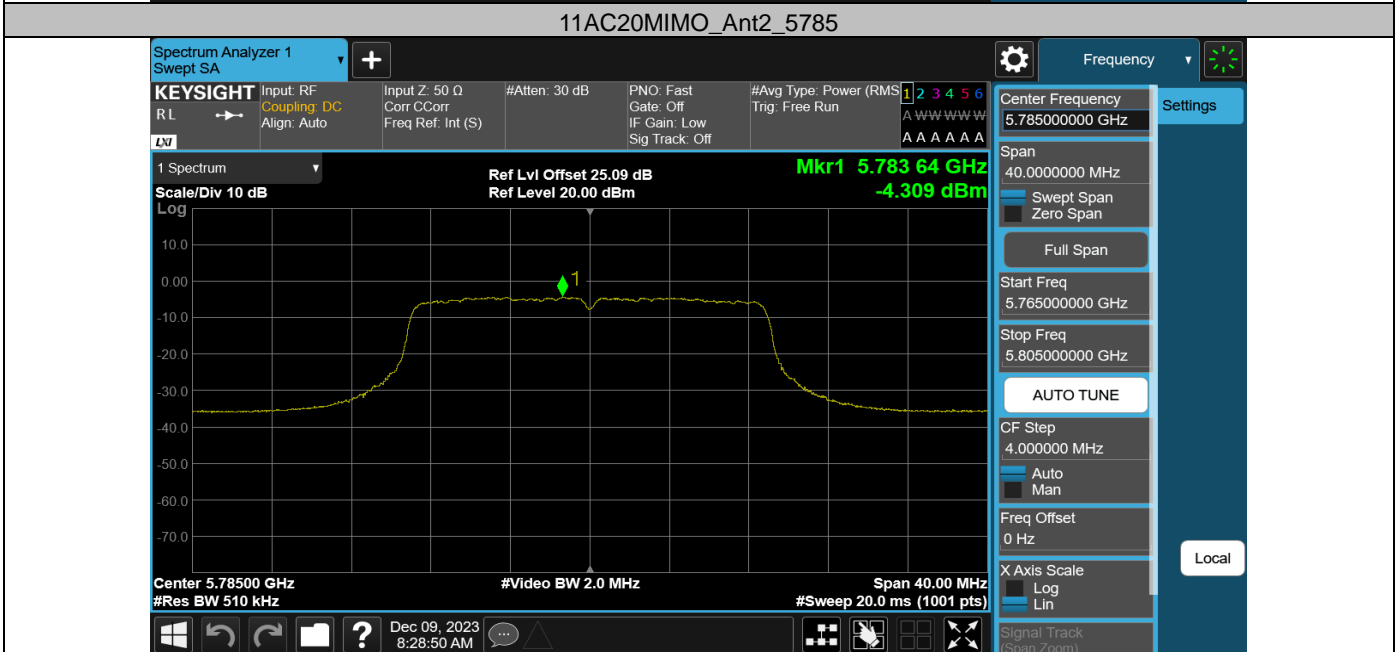 11AC20MIMO_Ant2_5785
Spectrum Analyzer 1
Swept SA
Frequency
KEYSIGHT
R L
LXI
Input: RF
Coupling: DC
Align: Auto
Input Z: 50 Ω
Corr CCorr
Freq Ref: Int (S)
#Atten: 30 dB
PNO: Fast
Gate: Off
IF Gain: Low
Sig Track: Off
#Avg Type: Power (RMS
Trig: Free Run
1 2 3 4 5 6
A W W W W W
A A A A A A
1 Spectrum
Scale/Div 10 dB
Ref Lvl Offset 25.09 dB
Ref Level 20.00 dBm
Mkr1 5.783 64 GHz
-4.309 dBm
Log
10.0
0.00
-10.0
-20.0
-30.0
-40.0
-50.0
-60.0
-70.0
1
Center 5.78500 GHz
#Res BW 510 kHz
#Video BW 2.0 MHz
Span 40.00 MHz
#Sweep 20.0 ms (1001 pts)
Center Frequency
5.785000000 GHz
Settings
Span
40.0000000 MHz
Swept Span
Zero Span
Full Span
Start Freq
5.765000000 GHz
Stop Freq
5.805000000 GHz
AUTO TUNE
CF Step
4.000000 MHz
Auto
Man
Freq Offset
0 Hz
X Axis Scale
Log
Lin
Local
Signal Track
(Span Zoom)
?
Dec 09, 2023
8:28:50 AM